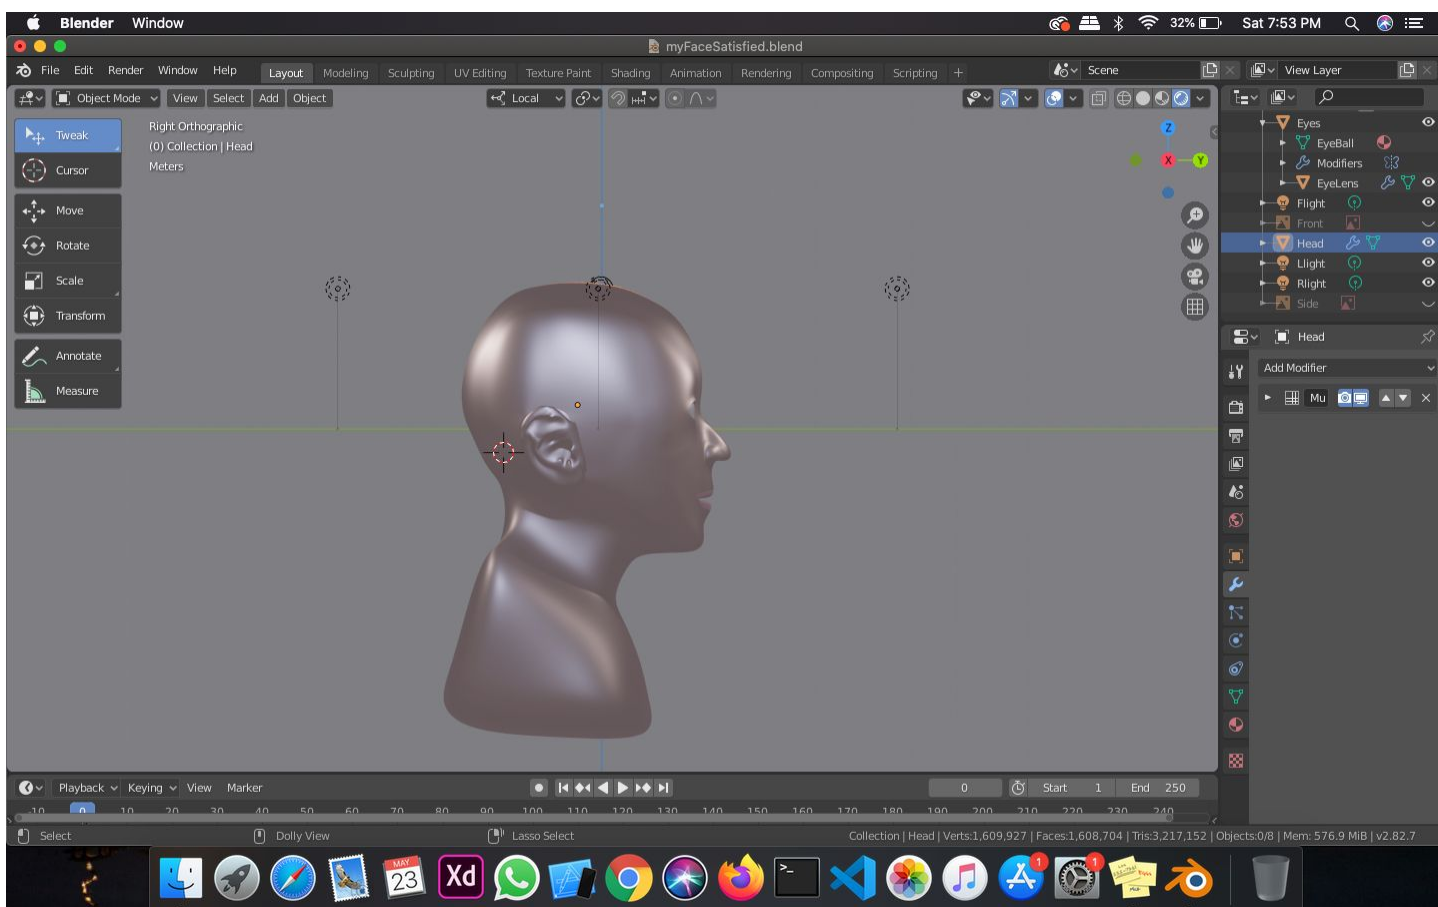 Blender Window 32% Sat 7:53 PM
myFaceSatisfied.blend
File Edit Render Window Help Layout Modeling Sculpting UV Editing Texture Paint Shading Animation Rendering Compositing Scripting + Scene View Layer
Object Mode View Select Add Object Local
Tweak
Cursor
Move
Rotate
Scale
Transform
Annotate
Measure
Right Orthographic
(0) Collection | Head
Meters
Z
X
Y
Eyes
EyeBall
Modifiers
EyeLens
Flight
Front
Head
Llight
Rlight
Side
Head
Add Modifier
Mu
Playback Keying View Marker 0 Start 1 End 250
-10 0 10 20 30 40 50 60 70 80 90 100 110 120 130 140 150 160 170 180 190 200 210 220 230 240
Select Dolly View Lasso Select Collection | Head | Verts:1,609,927 | Faces:1,608,704 | Tris:3,217,152 | Objects:0/8 | Mem: 576.9 MiB | v2.82.7
MAY
23
Xd
>_
1
1